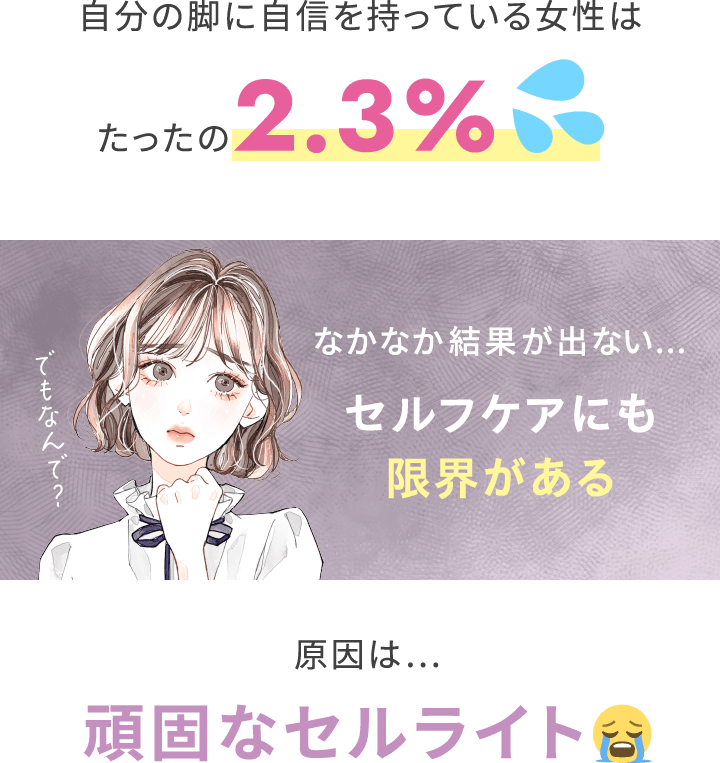 自分の脚に自信を持っている女性は
たったの2.3%💦
でもなんで?
なかなか結果が出ない...
セルフケアにも
限界がある
原因は...
頑固なセルライト😭